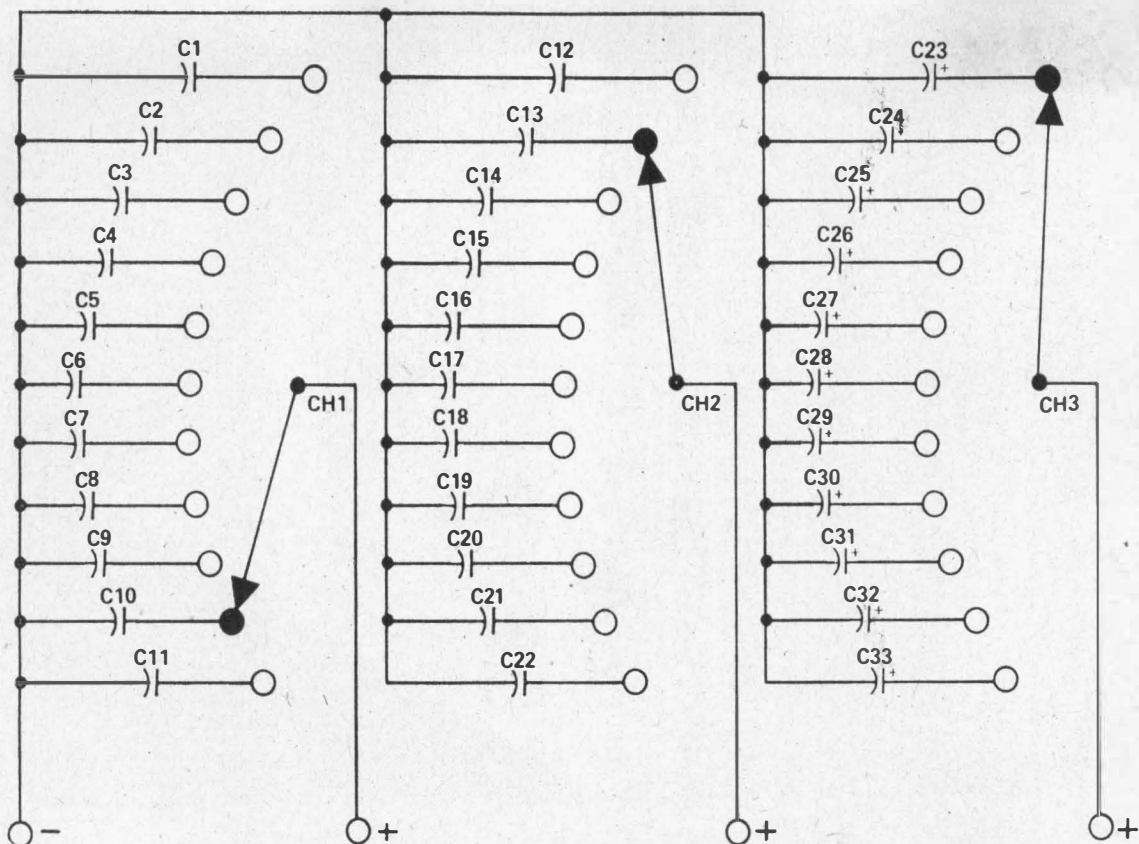 C1
C2
C3
C4
C5
C6
C7
C8
C9
C10
C11
CH1
−
+
C12
C13
C14
C15
C16
C17
C18
C19
C20
C21
C22
CH2
+
C23
+
C24
+
C25
+
C26
+
C27
+
C28
+
C29
+
C30
+
C31
+
C32
+
C33
+
CH3
+